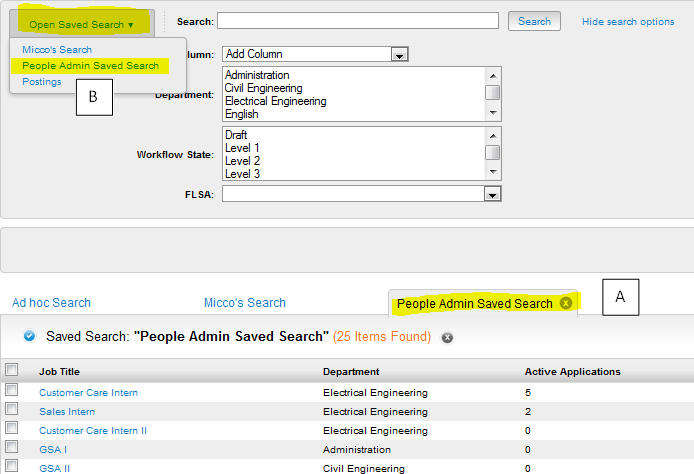 Open Saved Search ▾ Search: Search Hide search options
Micco's Search
People Admin Saved Search
Postings
B
lumn: Add Column
Department: Administration
Civil Engineering
Electrical Engineering
English
Workflow State: Draft
Level 1
Level 2
Level 3
FLSA:
Ad hoc Search Micco's Search People Admin Saved Search x
A
Saved Search: "People Admin Saved Search" (25 Items Found) x
Job Title Department Active Applications
Customer Care Intern Electrical Engineering 5
Sales Intern Electrical Engineering 2
Customer Care Intern II Electrical Engineering 0
GSA I Administration 0
GSA II Civil Engineering 0